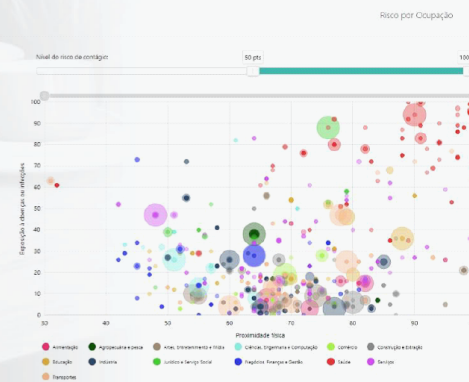 Risco por Ocupação
Nível de risco de contágio
50 pts
100
Exposição à doenças ou infecções
100
90
80
70
60
50
40
30
20
10
0
30
40
50
60
70
80
90
Proximidade física
Alimentação
Agropecuária e pesca
Artes, Entretenimento e Mídia
Ciências, Engenharia e Computação
Comércio
Construção e Extração
Educação
Indústria
Jurídico e Serviço Social
Negócios, Finanças e Gestão
Saúde
Serviços
Transportes